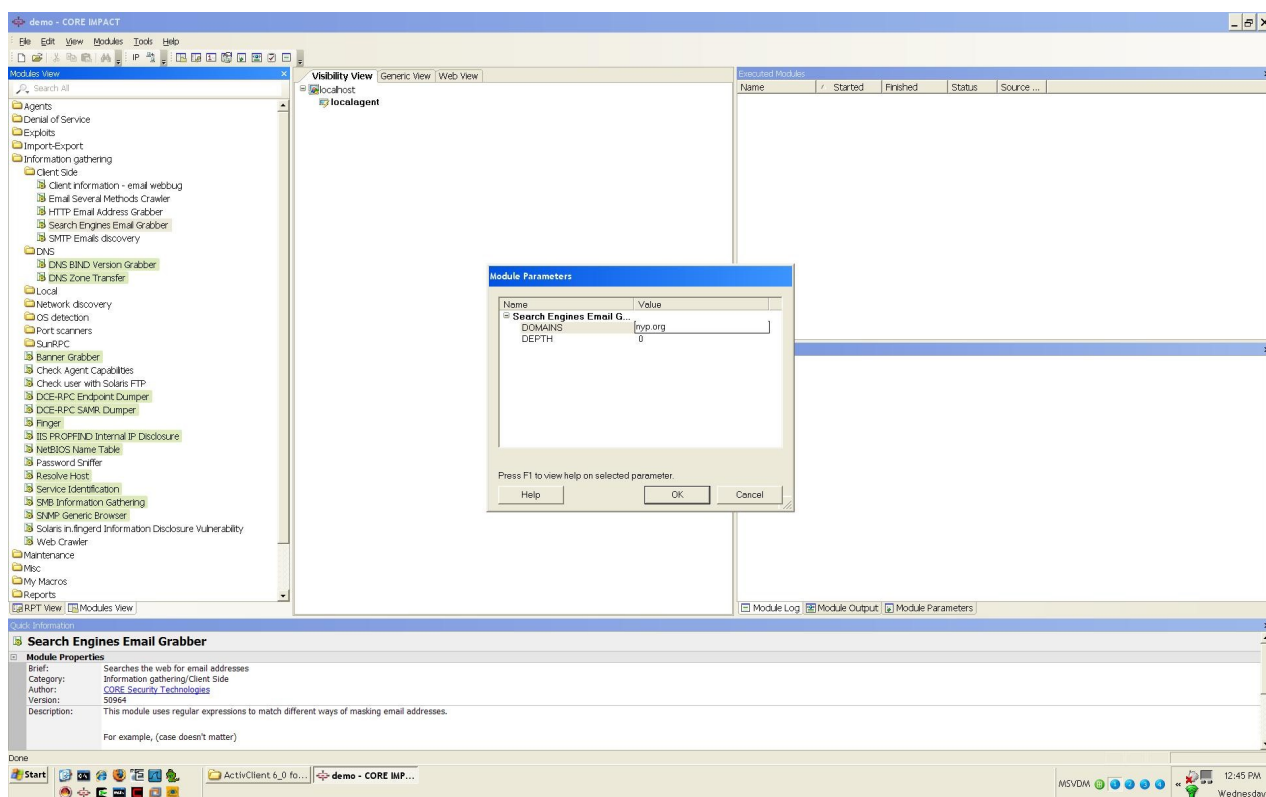 demo - CORE IMPACT
File Edit View Modules Tools Help
IP
Modules View
Search All
Agents
Denial of Service
Exploits
Import-Export
Information gathering
Client Side
Client information - email webbug
Email Several Methods Crawler
HTTP Email Address Grabber
Search Engines Email Grabber
SMTP Emails discovery
DNS
DNS BIND Version Grabber
DNS Zone Transfer
Local
Network discovery
OS detection
Port scanners
SunRPC
Banner Grabber
Check Agent Capabilities
Check user with Solaris FTP
DCE-RPC Endpoint Dumper
DCE-RPC SAMR Dumper
Finger
IIS PROPFIND Internal IP Disclosure
NetBIOS Name Table
Password Sniffer
Resolve Host
Service Identification
SMB Information Gathering
SNMP Generic Browser
Solaris in.fingerd Information Disclosure Vulnerability
Web Crawler
Maintenance
Misc
My Macros
Reports
RPT View Modules View
Visibility View Generic View Web View
localhost
localagent
Executed Modules
Name / Started Finished Status Source ...
Module Parameters
Name Value
Search Engines Email G...
DOMAINS nyp.org
DEPTH 0
Press F1 to view help on selected parameter.
Help OK Cancel
Module Log Module Output Module Parameters
Quick Information
Search Engines Email Grabber
Module Properties
Brief: Searches the web for email addresses
Category: Information gathering/Client Side
Author: CORE Security Technologies
Version: 50964
Description: This module uses regular expressions to match different ways of masking email addresses.
For example, (case doesn't matter)
Done
Start ActivClient 6_0 fo... demo - CORE IMP... MSVDM 1 2 3 4 « 12:45 PM
Wednesday